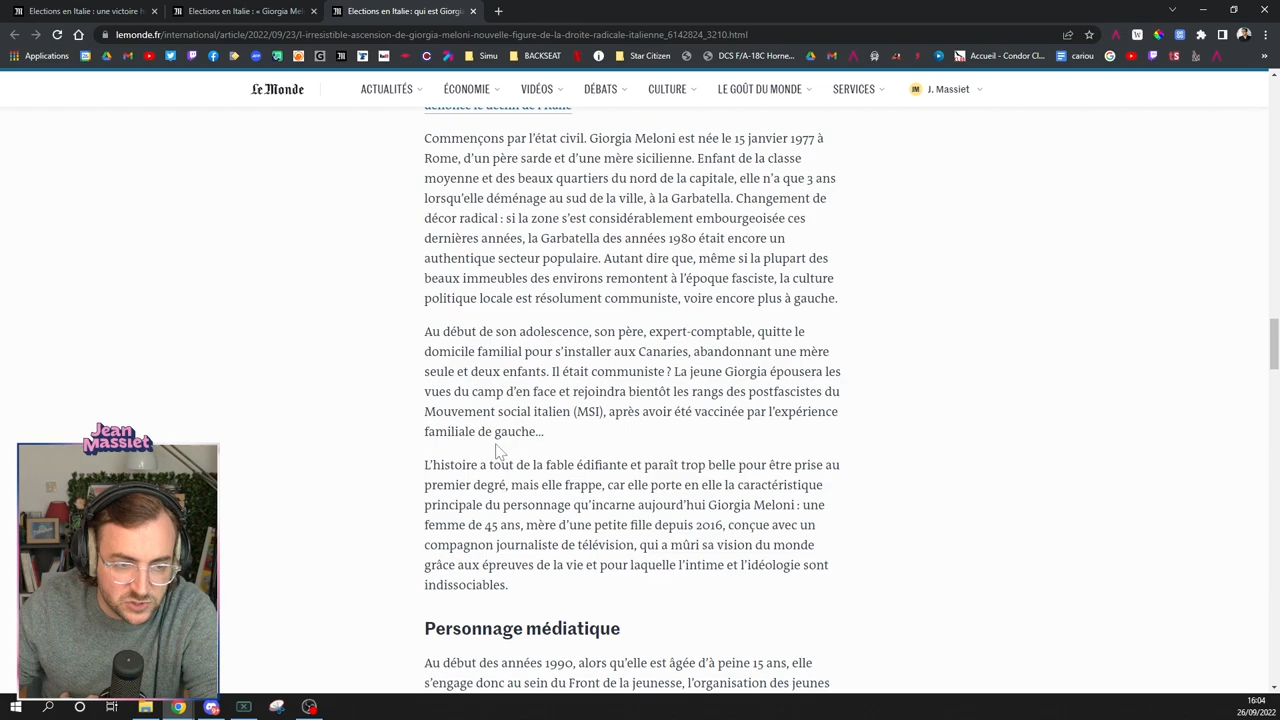 Elections en Italie : une victoire h
Elections en Italie : « Giorgia Mel
Elections en Italie : qui est Giorgi
lemonde.fr/international/article/2022/09/23/l-irresistible-ascension-de-giorgia-meloni-nouvelle-figure-de-la-droite-radicale-italienne_6142824_3210.html
Applications
Simu
BACKSEAT
Star Citizen
DCS F/A-18C Horne...
Accueil - Condor Cl...
cariou
Le Monde
ACTUALITÉS
ÉCONOMIE
VIDÉOS
DÉBATS
CULTURE
LE GOÛT DU MONDE
SERVICES
JM
J. Massiet
dénonce le déclin de l'Italie
Commençons par l’état civil. Giorgia Meloni est née le 15 janvier 1977 à
Rome, d’un père sarde et d’une mère sicilienne. Enfant de la classe
moyenne et des beaux quartiers du nord de la capitale, elle n’a que 3 ans
lorsqu’elle déménage au sud de la ville, à la Garbatella. Changement de
décor radical : si la zone s’est considérablement embourgeoisée ces
dernières années, la Garbatella des années 1980 était encore un
authentique secteur populaire. Autant dire que, même si la plupart des
beaux immeubles des environs remontent à l’époque fasciste, la culture
politique locale est résolument communiste, voire encore plus à gauche.
Au début de son adolescence, son père, expert-comptable, quitte le
domicile familial pour s’installer aux Canaries, abandonnant une mère
seule et deux enfants. Il était communiste ? La jeune Giorgia épousera les
vues du camp d’en face et rejoindra bientôt les rangs des postfascistes du
Mouvement social italien (MSI), après avoir été vaccinée par l’expérience
familiale de gauche…
L’histoire a tout de la fable édifiante et paraît trop belle pour être prise au
premier degré, mais elle frappe, car elle porte en elle la caractéristique
principale du personnage qu’incarne aujourd’hui Giorgia Meloni : une
femme de 45 ans, mère d’une petite fille depuis 2016, conçue avec un
compagnon journaliste de télévision, qui a mûri sa vision du monde
grâce aux épreuves de la vie et pour laquelle l’intime et l’idéologie sont
indissociables.
Personnage médiatique
Au début des années 1990, alors qu’elle est âgée d’à peine 15 ans, elle
s’engage donc au sein du Front de la jeunesse, l’organisation des jeunes
Jean
Massiet
16:04
26/09/2022